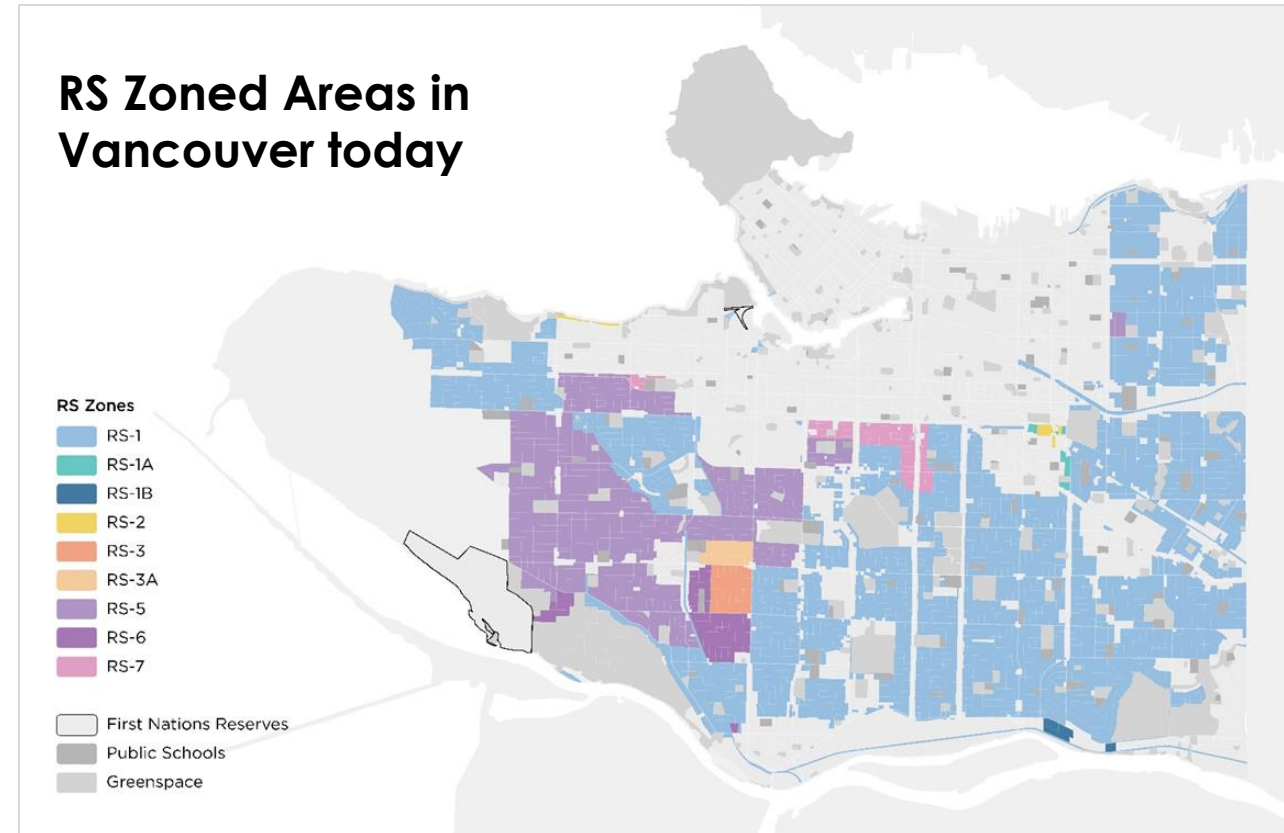 RS Zoned Areas in
Vancouver today
RS Zones
RS-1
RS-1A
RS-1B
RS-2
RS-3
RS-3A
RS-5
RS-6
RS-7
First Nations Reserves
Public Schools
Greenspace